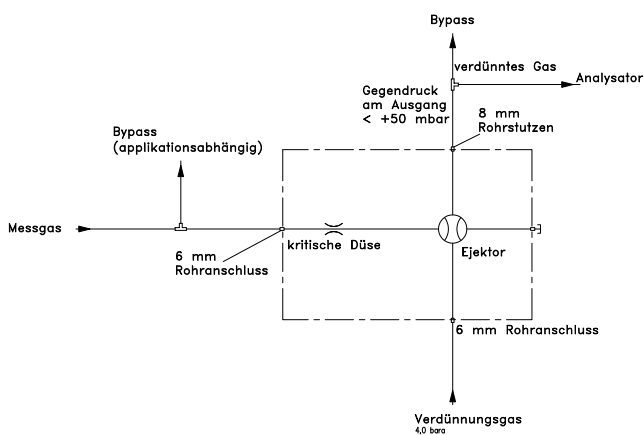 Bypass
verdünntes Gas
Analysator
Gegendruck
am Ausgang
< +50 mbar
8 mm
Rohrstutzen
Bypass
(applikationsabhängig)
Messgas
6 mm
Rohranschluss
kritische Düse
Ejektor
6 mm Rohranschluss
Verdünnungsgas
4,0 bara